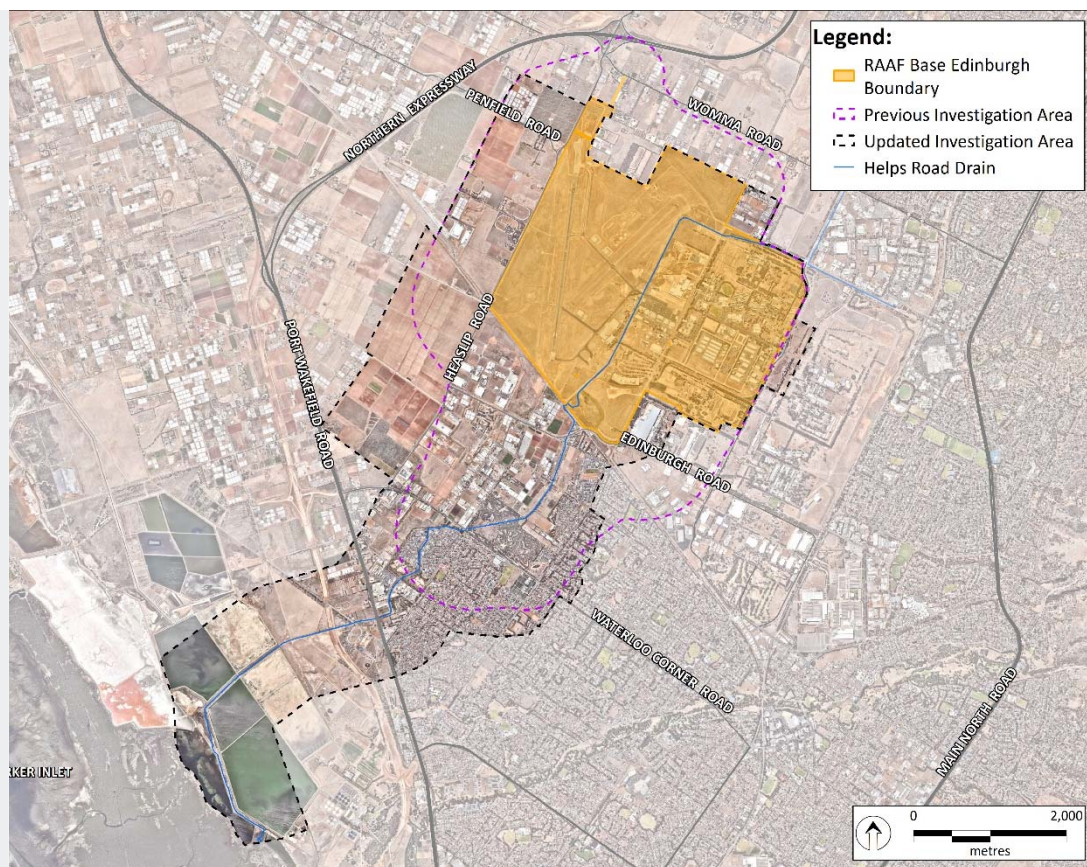 Legend:
RAAF Base Edinburgh
Boundary
Previous Investigation Area
Updated Investigation Area
Helps Road Drain
NORTHERN EXPRESSWAY
PENFIELD ROAD
WOMMA ROAD
HEASLIP ROAD
PORT WAKEFIELD ROAD
EDINBURGH ROAD
WATERLOO CORNER ROAD
MAIN NORTH ROAD
RKER INLET
0 2,000
metres